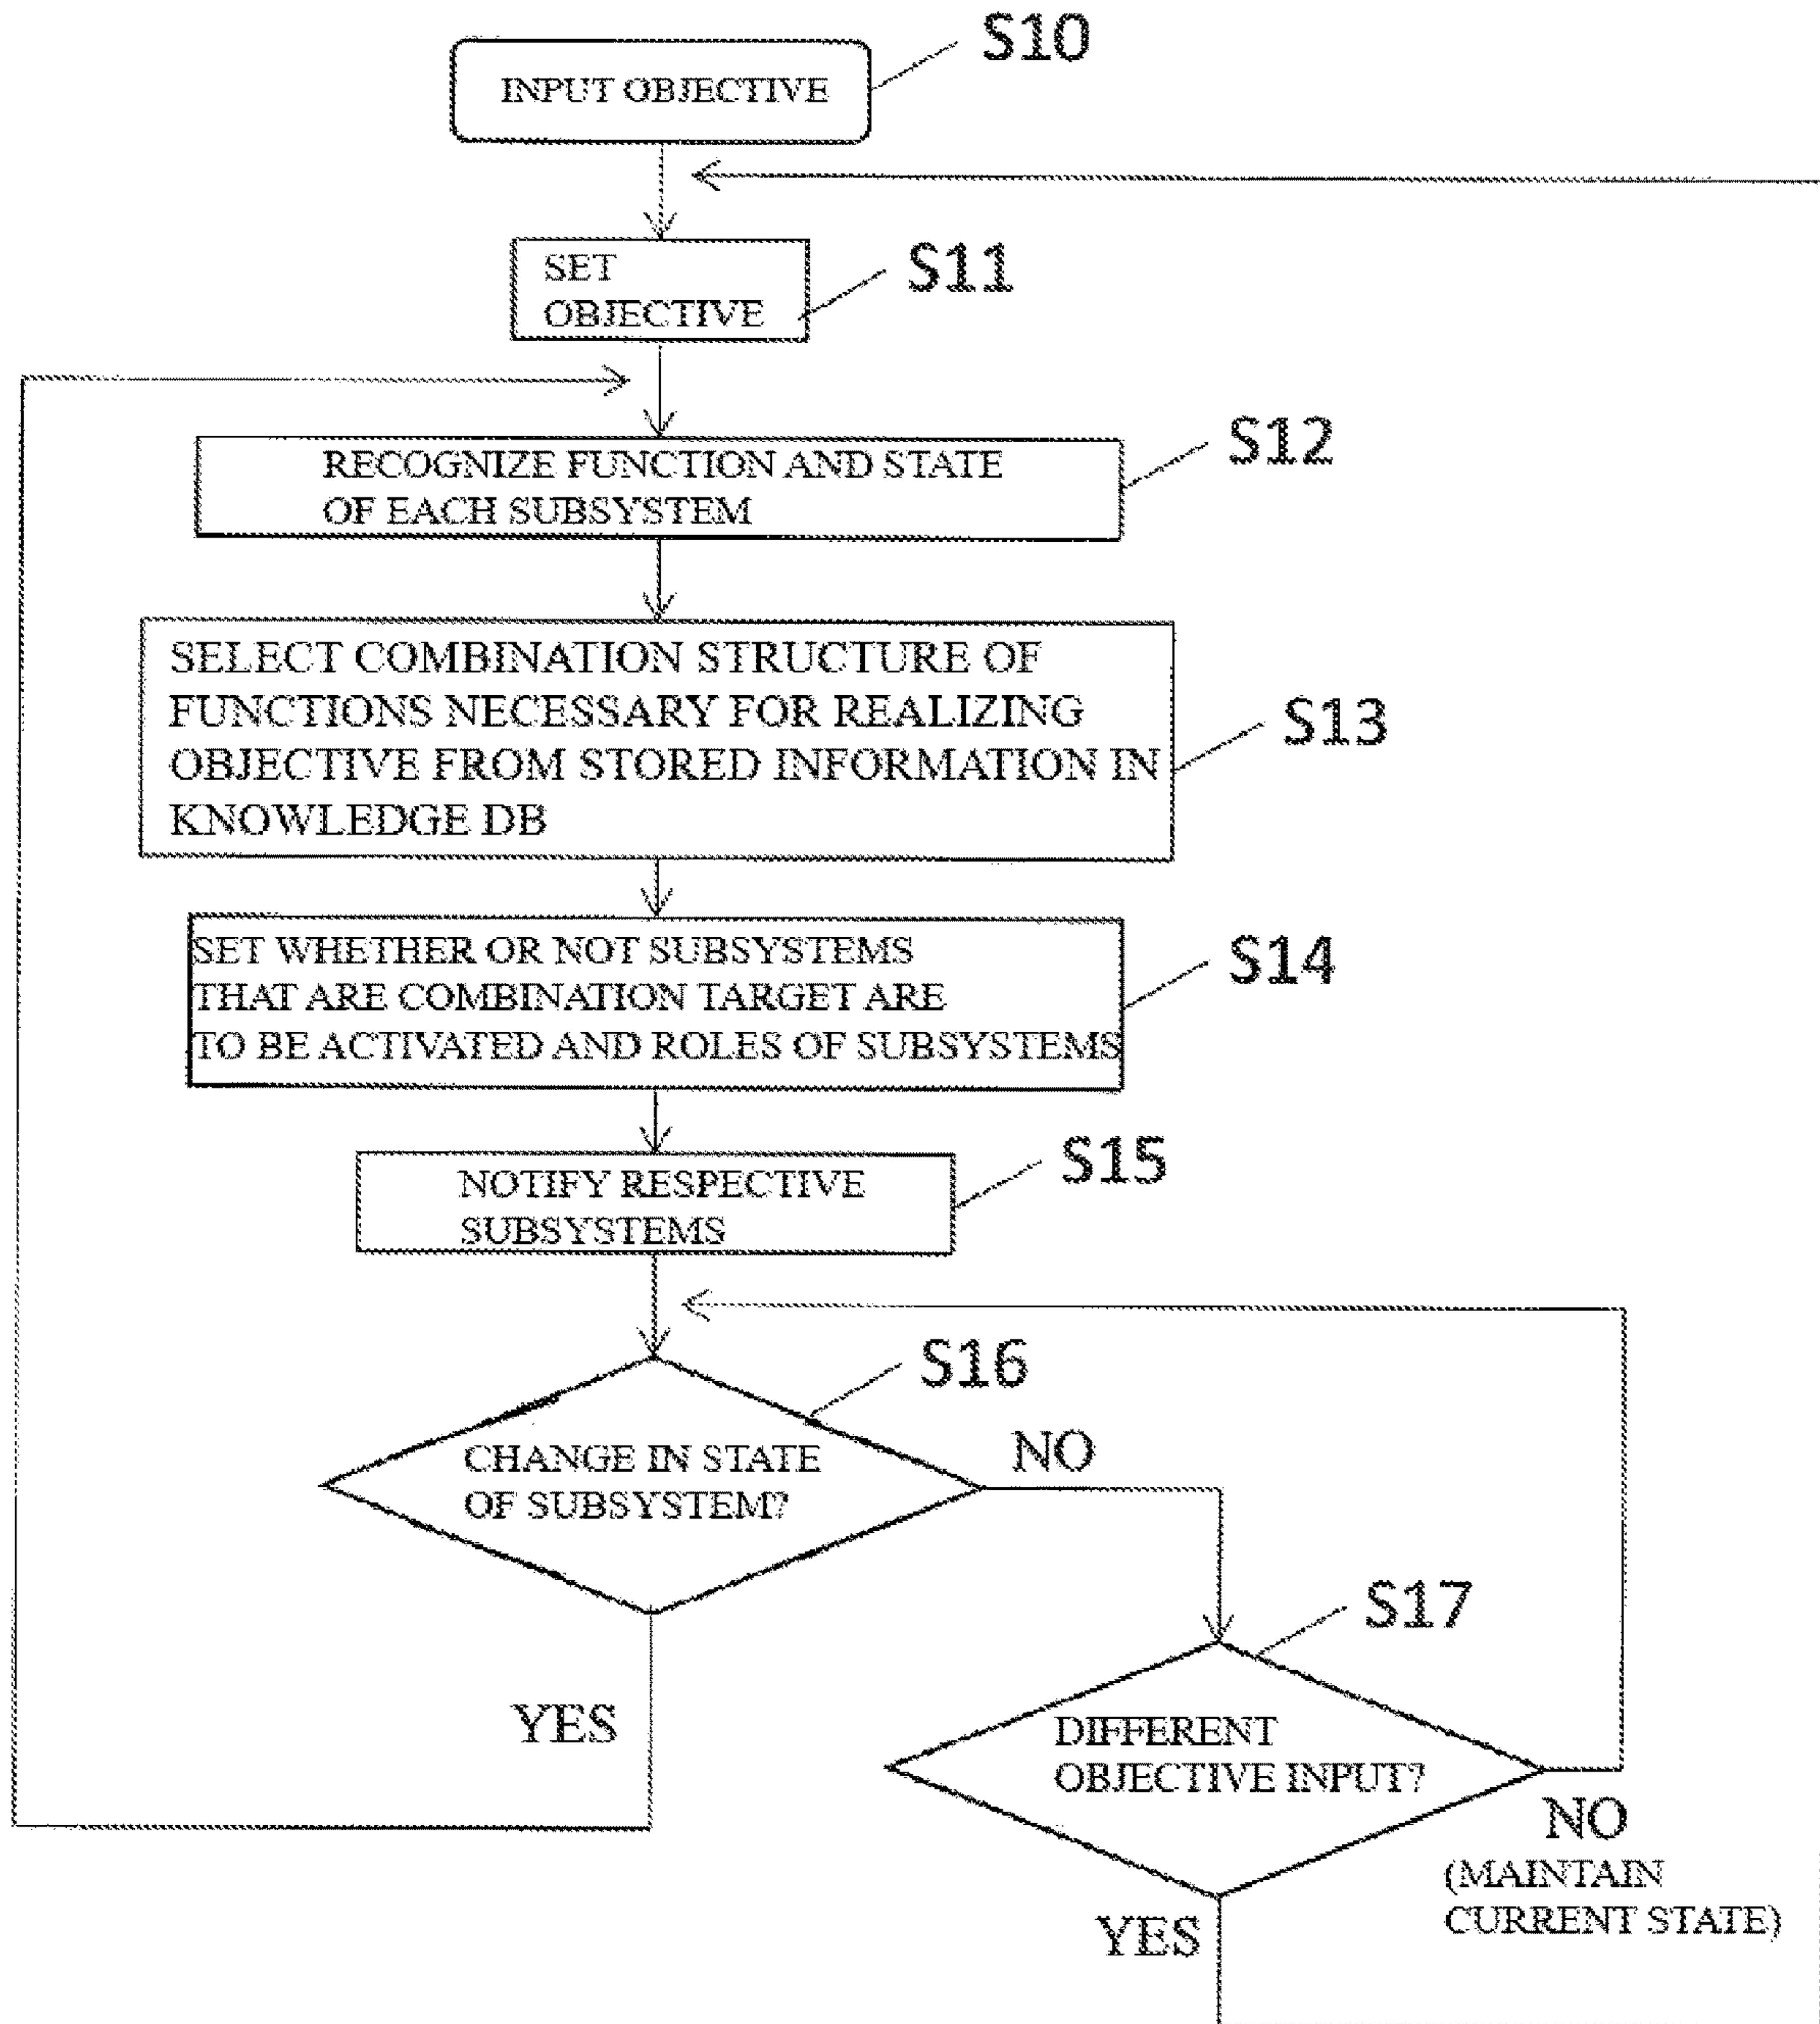 S10
INPUT OBJECTIVE
SET
OBJECTIVE
S11
RECOGNIZE FUNCTION AND STATE
OF EACH SUBSYSTEM
S12
SELECT COMBINATION STRUCTURE OF
FUNCTIONS NECESSARY FOR REALIZING
OBJECTIVE FROM STORED INFORMATION IN
KNOWLEDGE DB
S13
SET WHETHER OR NOT SUBSYSTEMS
THAT ARE COMBINATION TARGET ARE
TO BE ACTIVATED AND ROLES OF SUBSYSTEMS
S14
NOTIFY RESPECTIVE
SUBSYSTEMS
S15
S16
CHANGE IN STATE
OF SUBSYSTEM?
NO
YES
S17
DIFFERENT
OBJECTIVE INPUT?
NO
(MAINTAIN
CURRENT STATE)
YES